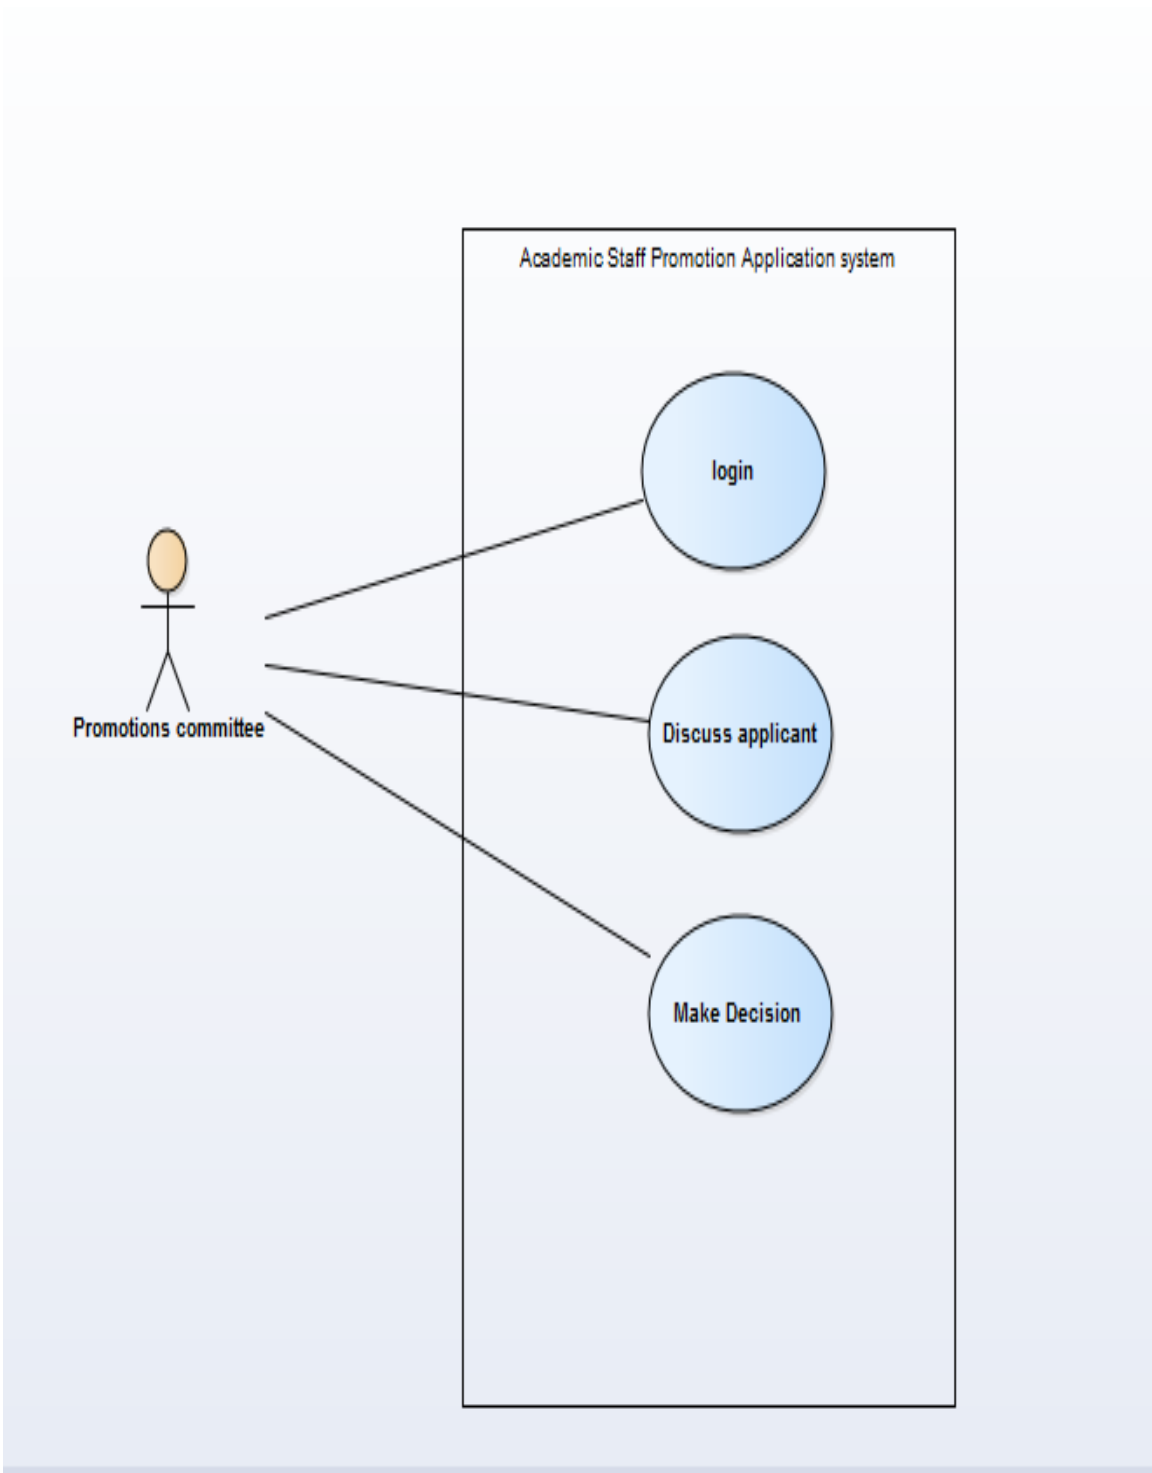 Academic Staff Promotion Application system
login
Promotions committee
Discuss applicant
Make Decision